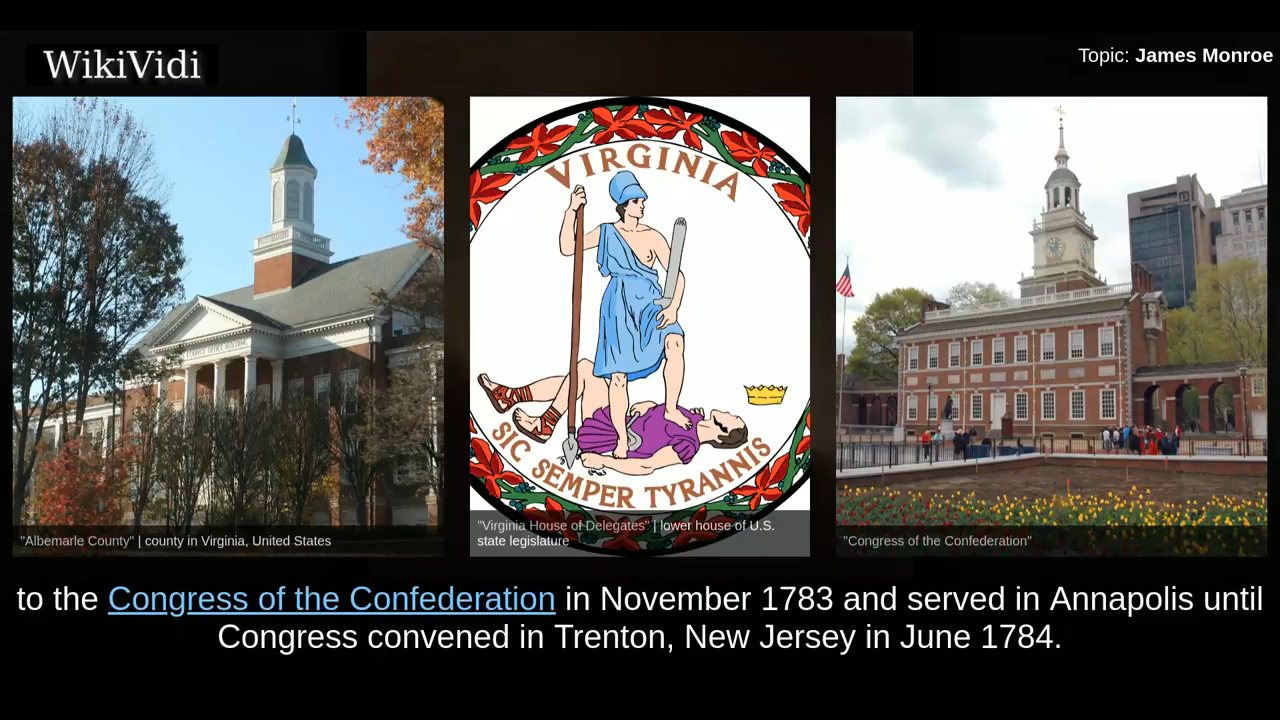 WikiVidi
Topic: James Monroe
VIRGINIA
SIC SEMPER TYRANNIS
"Albemarle County" | county in Virginia, United States
"Virginia House of Delegates" | lower house of U.S.
state legislature
"Congress of the Confederation"
to the Congress of the Confederation in November 1783 and served in Annapolis until
Congress convened in Trenton, New Jersey in June 1784.